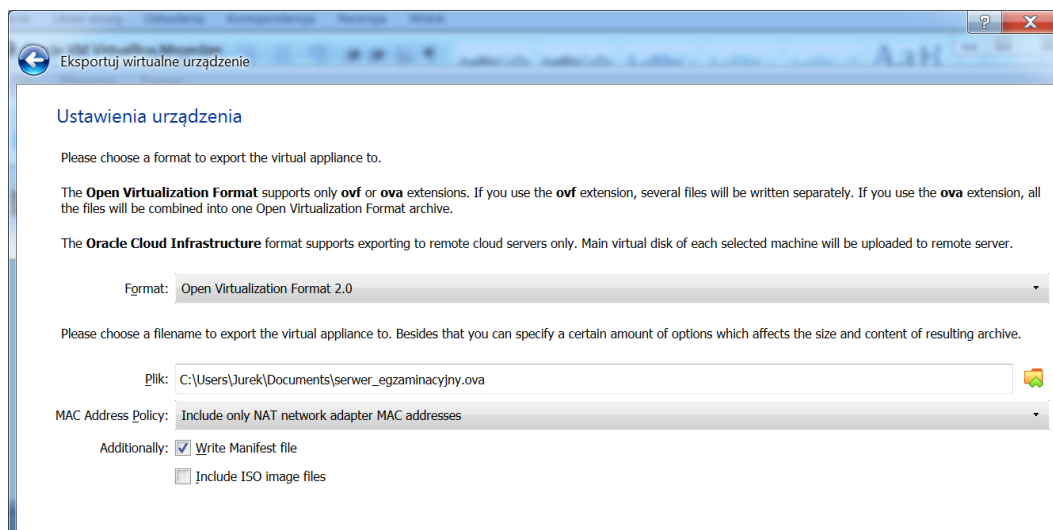 Eksportuj wirtualne urządzenie
Ustawienia urządzenia
Please choose a format to export the virtual appliance to.
The Open Virtualization Format supports only ovf or ova extensions. If you use the ovf extension, several files will be written separately. If you use the ova extension, all
the files will be combined into one Open Virtualization Format archive.
The Oracle Cloud Infrastructure format supports exporting to remote cloud servers only. Main virtual disk of each selected machine will be uploaded to remote server.
Format: Open Virtualization Format 2.0
Please choose a filename to export the virtual appliance to. Besides that you can specify a certain amount of options which affects the size and content of resulting archive.
Plik: C:\Users\Jurek\Documents\serwer_egzaminacyjny.ova
MAC Address Policy: Include only NAT network adapter MAC addresses
Additionally: Write Manifest file
Include ISO image files